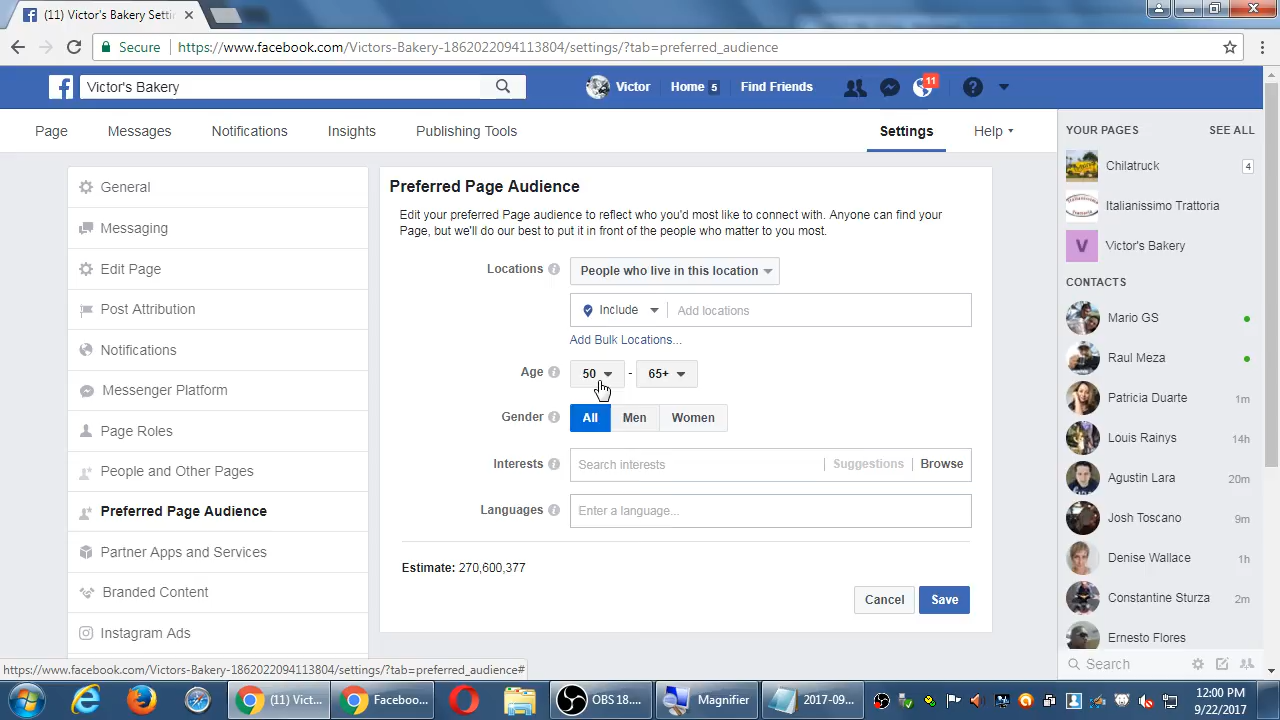 (11) Victor's Bakery Setti
Secure
https://www.facebook.com/Victors-Bakery-1862022094113804/settings/?tab=preferred_audience
Victor's Bakery
Victor
Home 5
Find Friends
11
Page
Messages
Notifications
Insights
Publishing Tools
Settings
Help
General
Messaging
Edit Page
Post Attribution
Notifications
Messenger Platform
Page Roles
People and Other Pages
Preferred Page Audience
Partner Apps and Services
Branded Content
Instagram Ads
Preferred Page Audience
Edit your preferred Page audience to reflect who you'd most like to connect with. Anyone can find your
Page, but we'll do our best to put it in front of the people who matter to you most.
Locations
People who live in this location
Include
Add locations
Add Bulk Locations...
Age
50 - 65+
Gender
All Men Women
Interests
Search interests
Suggestions Browse
Languages
Enter a language...
Estimate: 270,600,377
Cancel
Save
YOUR PAGES
SEE ALL
Chilatruck
4
Italianissimo Trattoria
V
Victor's Bakery
CONTACTS
Mario GS
Raul Meza
Patricia Duarte 1m
Louis Rainys 14h
Agustin Lara 20m
Josh Toscano 9m
Denise Wallace 1h
Constantine Sturza 2m
Ernesto Flores
Search
https://www.facebook.com/Victors-Bakery-1862022094113804/settings/?tab=preferred_audience#
(11) Vict...
Facebo...
OBS 18....
Magnifier
2017-09...
12:00 PM
9/22/2017